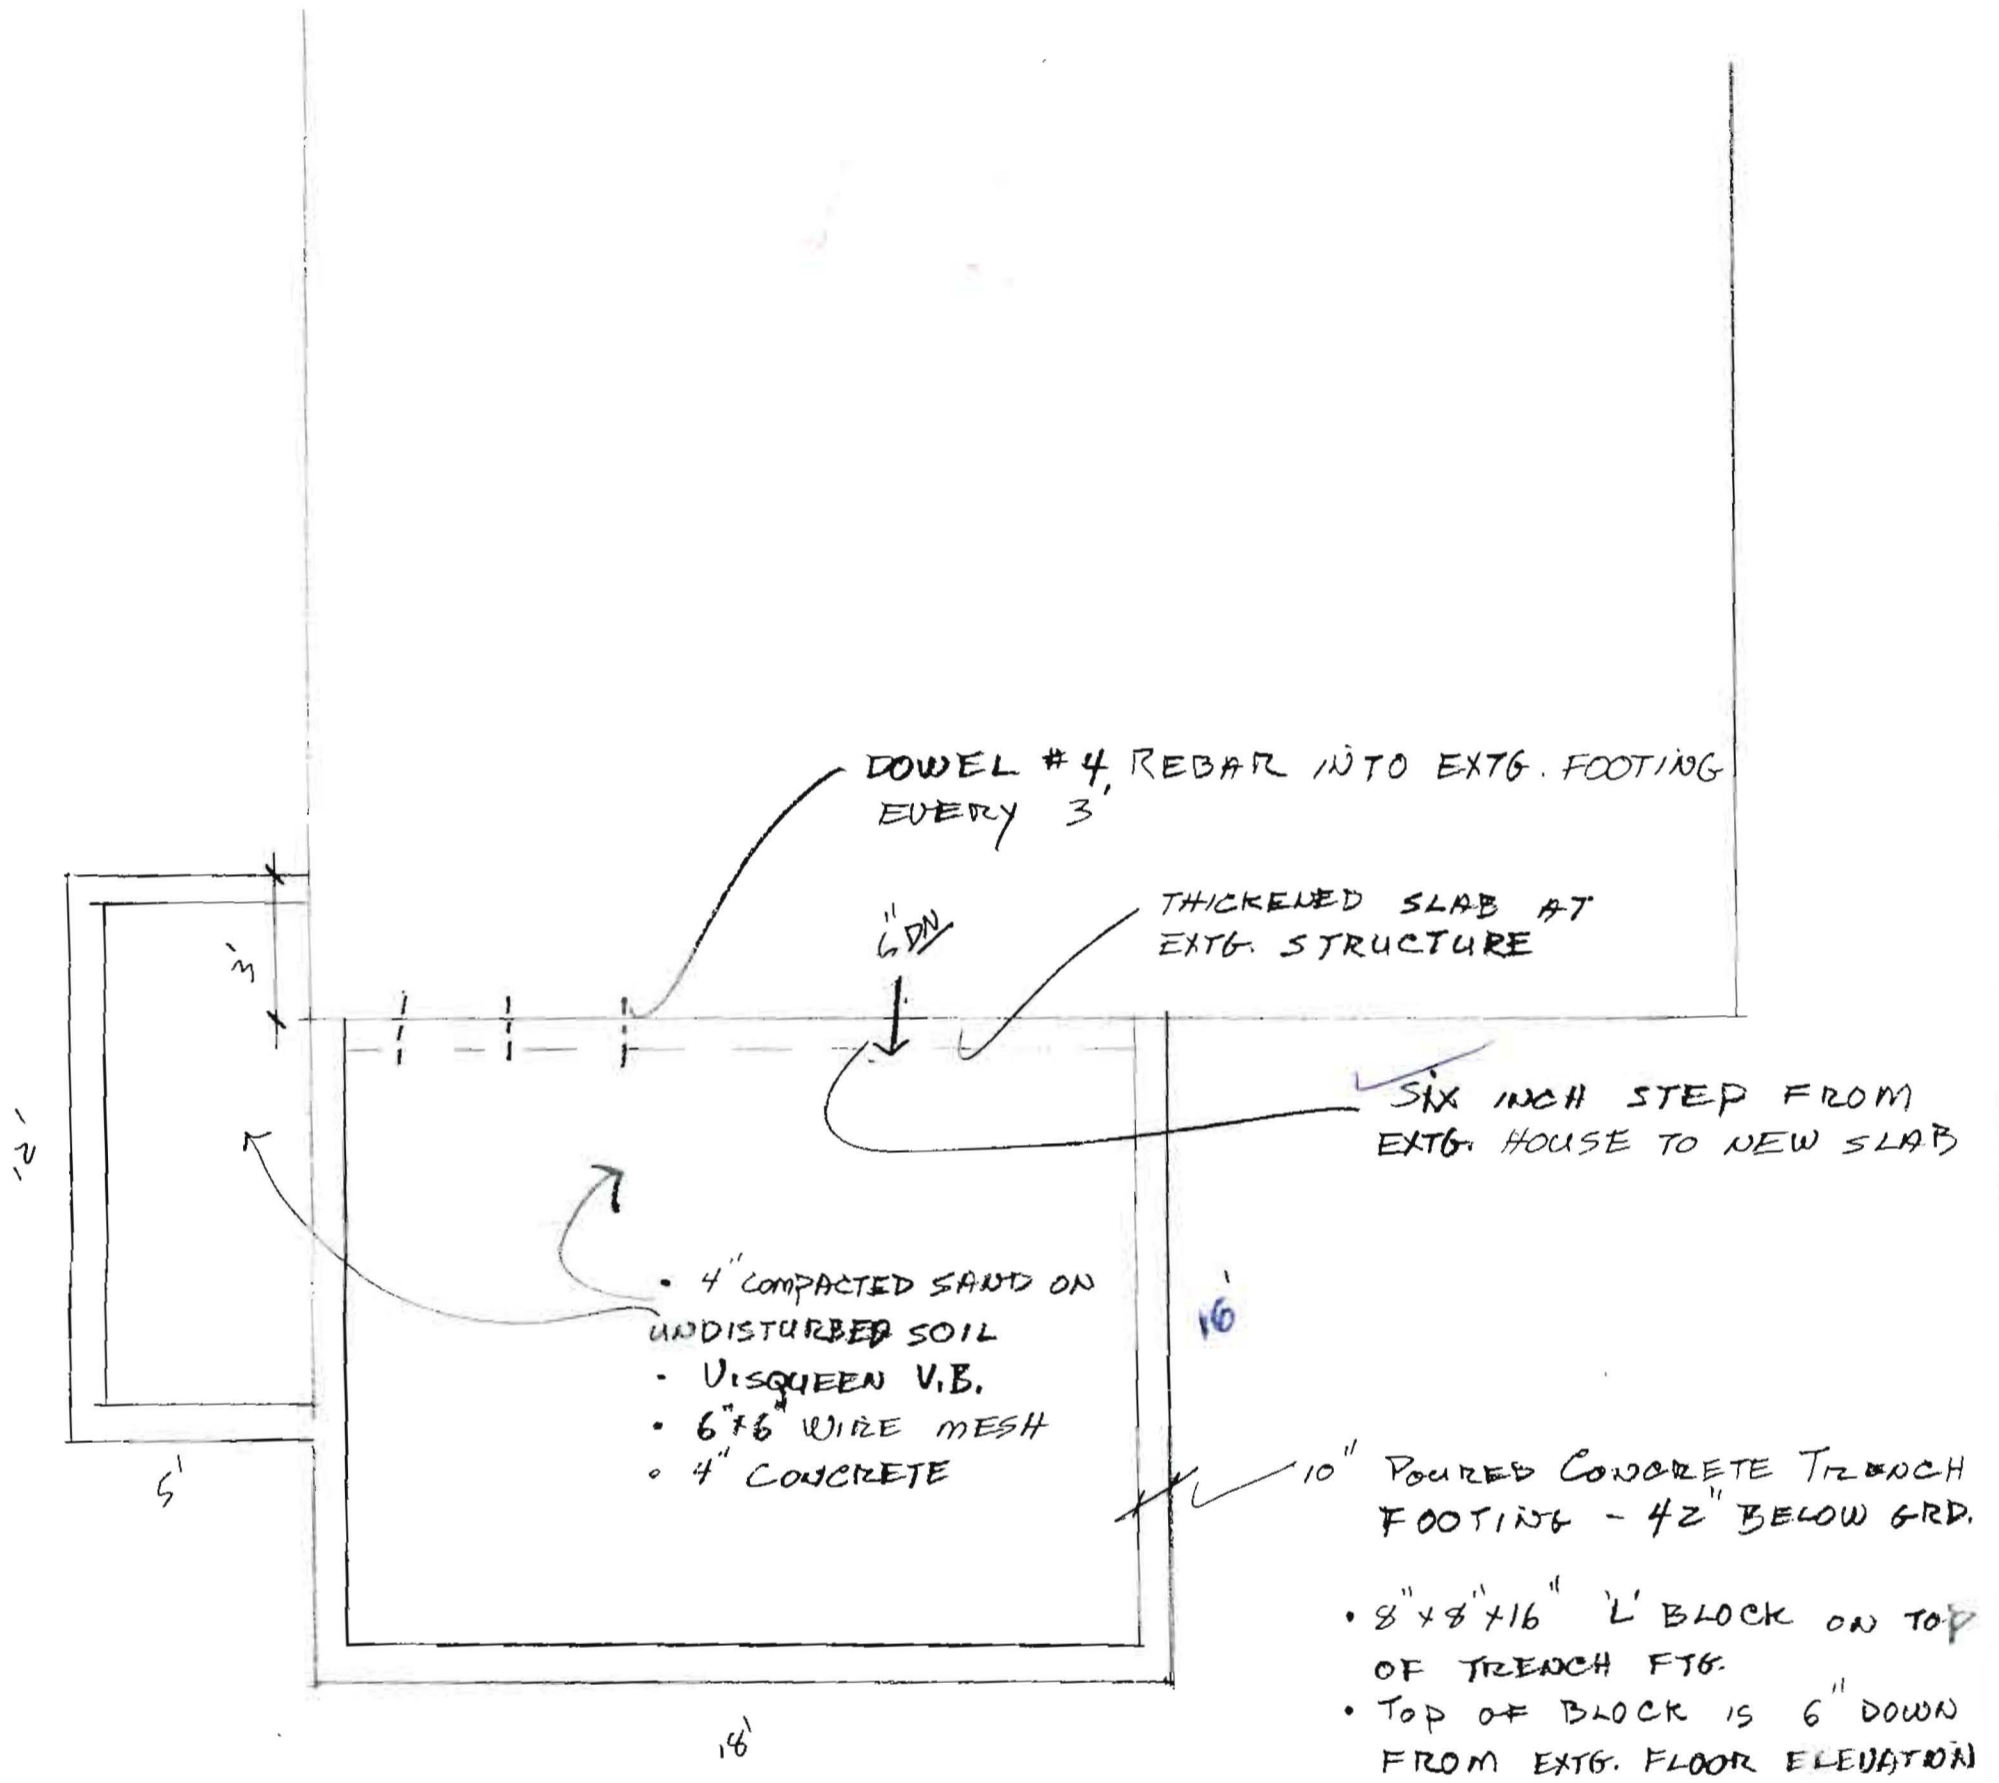 DOWEL #4 REBAR INTO EXTG. FOOTING
EVERY 3'
THICKENED SLAB AT
EXTG. STRUCTURE
6" DN
3'
SIX INCH STEP FROM
EXTG. HOUSE TO NEW SLAB
12'
• 4" COMPACTED SAND ON
UNDISTURBED SOIL
• VISQUEEN V.B.
• 6"x6" WIRE MESH
• 4" CONCRETE
16'
5'
10" POURED CONCRETE TRENCH
FOOTING - 42" BELOW GRD.
• 8"x8"x16" 'L' BLOCK ON TOP
OF TRENCH FTG.
• TOP OF BLOCK IS 6" DOWN
FROM EXTG. FLOOR ELEVATION
18'